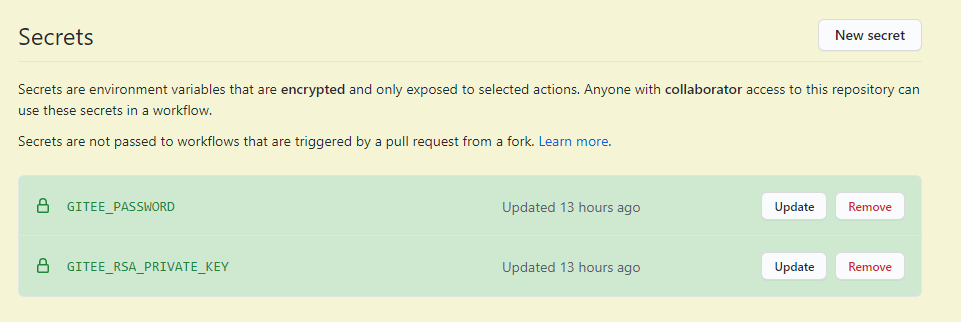 Secrets
New secret
Secrets are environment variables that are encrypted and only exposed to selected actions. Anyone with collaborator access to this repository can
use these secrets in a workflow.
Secrets are not passed to workflows that are triggered by a pull request from a fork. Learn more.
GITEE_PASSWORD Updated 13 hours ago Update Remove
GITEE_RSA_PRIVATE_KEY Updated 13 hours ago Update Remove